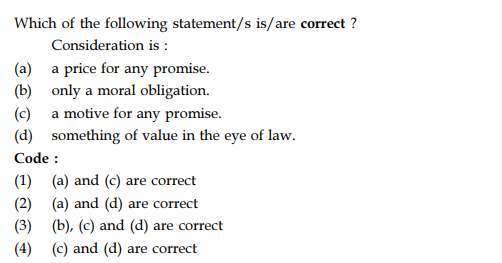 Which of the following statement/s is/are correct ?
Consideration is :
(a) a price for any promise.
(b) only a moral obligation.
(c) a motive for any promise.
(d) something of value in the eye of law.
Code :
(1) (a) and (c) are correct
(2) (a) and (d) are correct
(3) (b), (c) and (d) are correct
(4) (c) and (d) are correct